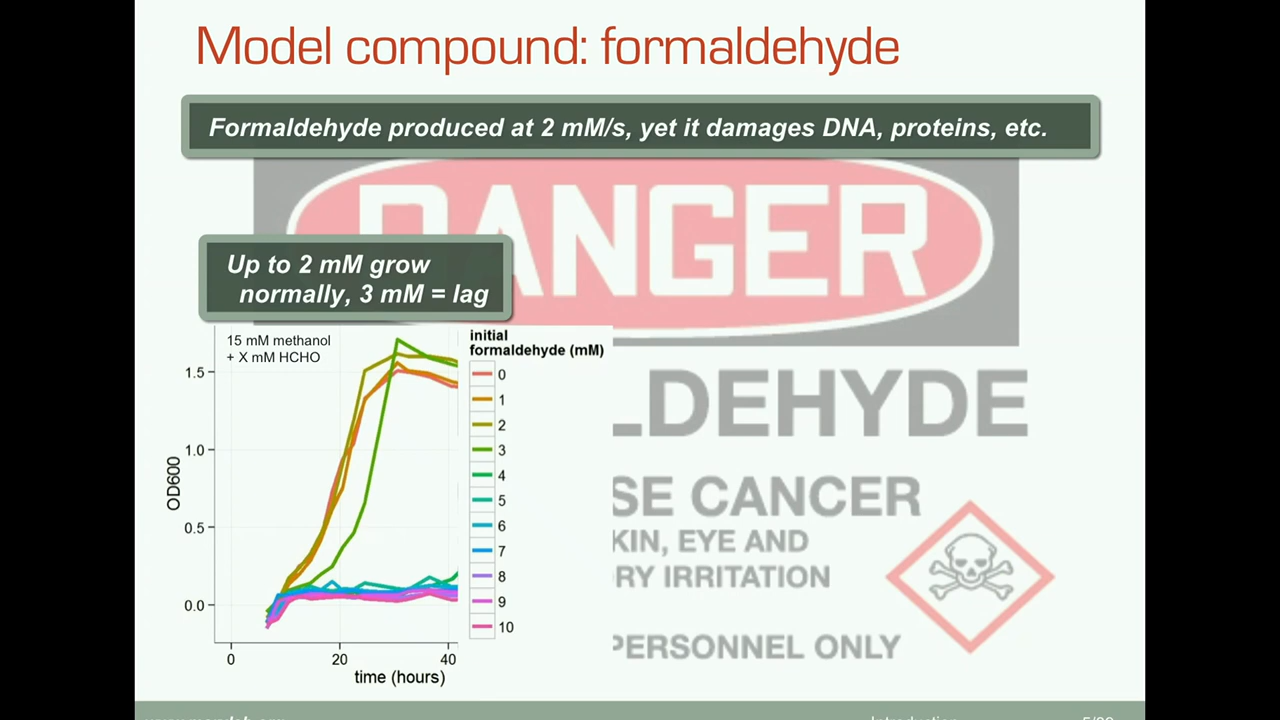 Model compound: formaldehyde
Formaldehyde produced at 2 mM/s, yet it damages DNA, proteins, etc.
DANGER
Up to 2 mM grow
normally, 3 mM = lag
15 mM methanol
+ X mM HCHO
initial
formaldehyde (mM)
0
1
2
3
4
5
6
7
8
9
10
1.5
1.0
0.5
0.0
OD600
0
20
40
time (hours)
LDEHYDE
SE CANCER
KIN, EYE AND
RY IRRITATION
PERSONNEL ONLY